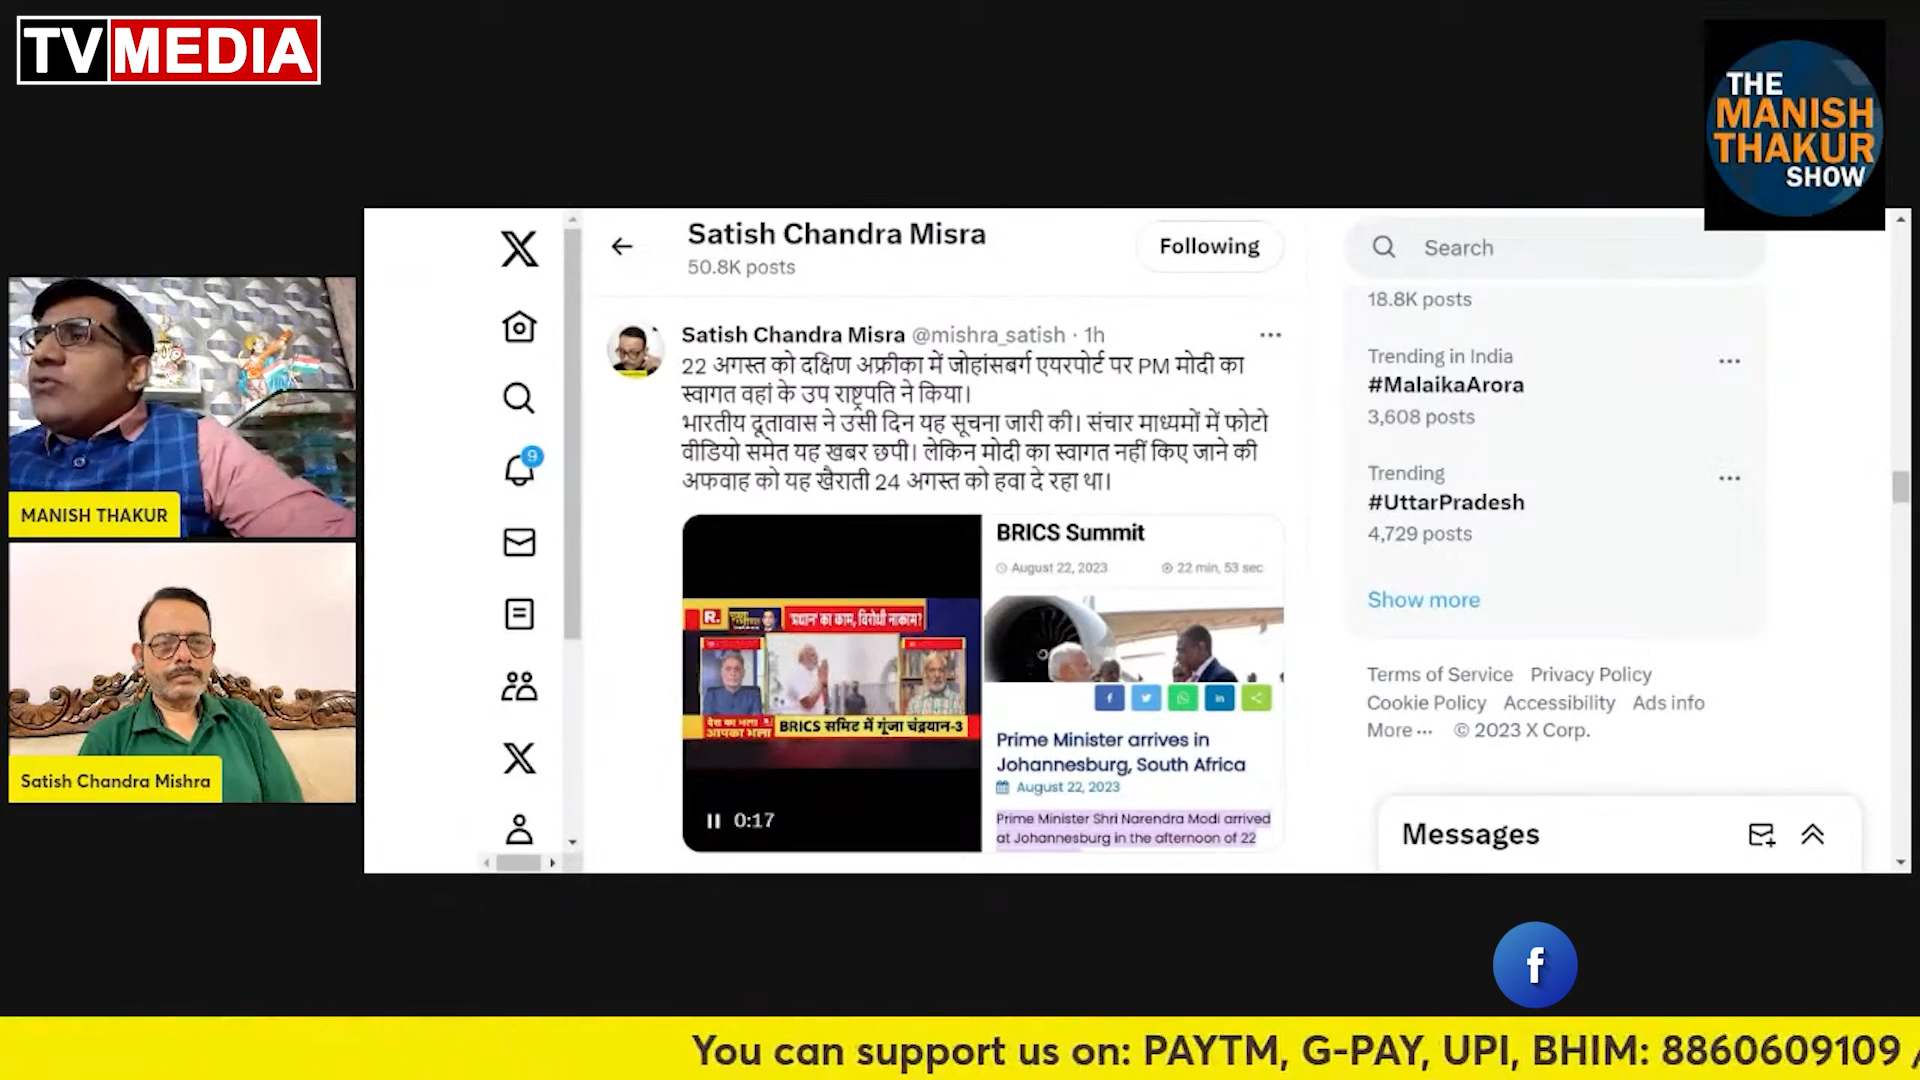 TV MEDIA
THE
MANISH
THAKUR
SHOW
MANISH THAKUR
Satish Chandra Mishra
9
Satish Chandra Misra
50.8K posts
Following
Satish Chandra Misra @mishra_satish · 1h
22 अगस्त को दक्षिण अफ्रीका में जोहांसबर्ग एयरपोर्ट पर PM मोदी का
स्वागत वहां के उप राष्ट्रपति ने किया।
भारतीय दूतावास ने उसी दिन यह सूचना जारी की। संचार माध्यमों में फोटो
वीडियो समेत यह खबर छपी। लेकिन मोदी का स्वागत नहीं किए जाने की
अफवाह को यह खैराती 24 अगस्त को हवा दे रहा था।
R.
'प्रधान' का काम, विरोधी नाकाम?
देश का भला
आपका भला
BRICS समिट में गूंजा चंद्रयान-3
0:17
BRICS Summit
August 22, 2023
22 min, 53 sec
Prime Minister arrives in
Johannesburg, South Africa
August 22, 2023
Prime Minister Shri Narendra Modi arrived
at Johannesburg in the afternoon of 22
Search
18.8K posts
Trending in India
#MalaikaArora
3,608 posts
Trending
#UttarPradesh
4,729 posts
Show more
Terms of Service Privacy Policy
Cookie Policy Accessibility Ads info
More ··· © 2023 X Corp.
Messages
You can support us on: PAYTM, G-PAY, UPI, BHIM: 8860609109 /